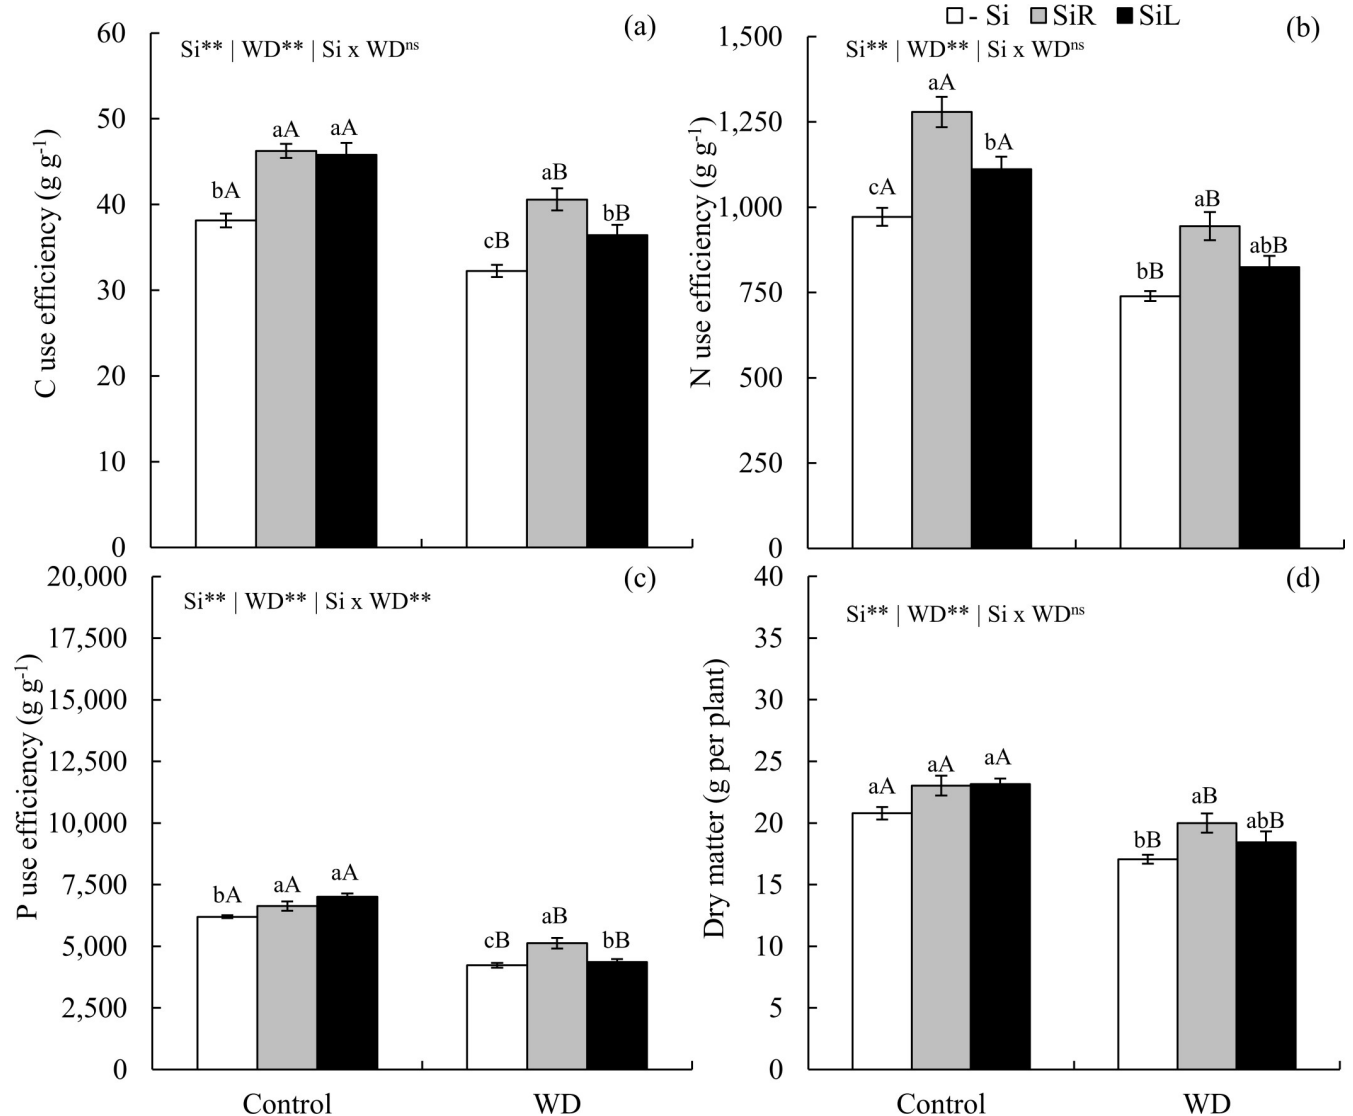 - Si SiR SiL
(a)
Si** | WD** | Si x WDⁿˢ
C use efficiency (g g⁻¹)
60
50
40
30
20
10
0
bA
aA
aA
cB
aB
bB
(b)
Si** | WD** | Si x WDⁿˢ
N use efficiency (g g⁻¹)
1,500
1,250
1,000
750
500
250
0
cA
aA
bA
bB
aB
abB
(c)
Si** | WD** | Si x WD**
P use efficiency (g g⁻¹)
20,000
17,500
15,000
12,500
10,000
7,500
5,000
2,500
0
bA
aA
aA
cB
aB
bB
Control
WD
(d)
Si** | WD** | Si x WDⁿˢ
Dry matter (g per plant)
40
35
30
25
20
15
10
5
0
aA
aA
aA
bB
aB
abB
Control
WD